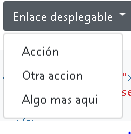 Enlace desplegable
Acción
Otra accion
Algo mas aqui